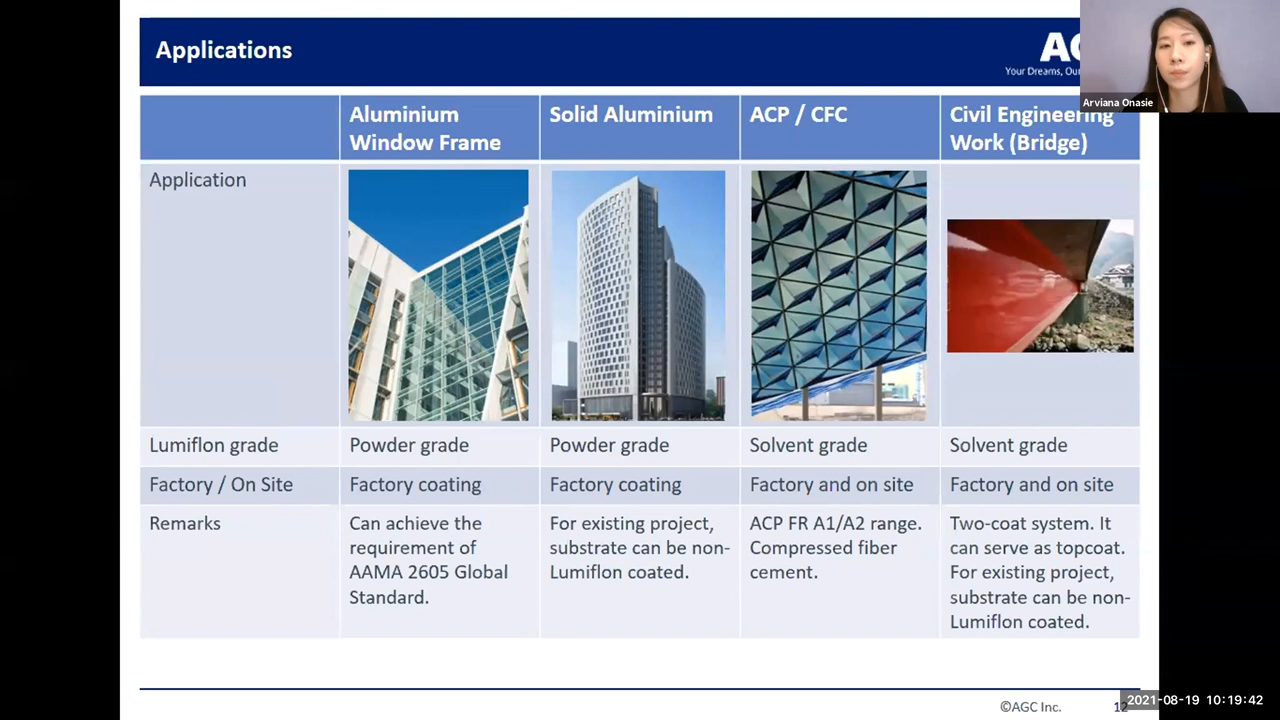 Applications
Your Dreams, Our
Arviana Onasie
Aluminium
Window Frame
Solid Aluminium
ACP / CFC
Civil Engineering
Work (Bridge)
Application
Lumiflon grade
Powder grade
Powder grade
Solvent grade
Solvent grade
Factory / On Site
Factory coating
Factory coating
Factory and on site
Factory and on site
Remarks
Can achieve the
requirement of
AAMA 2605 Global
Standard.
For existing project,
substrate can be non-
Lumiflon coated.
ACP FR A1/A2 range.
Compressed fiber
cement.
Two-coat system. It
can serve as topcoat.
For existing project,
substrate can be non-
Lumiflon coated.
©AGC Inc.
12
2021-08-19 10:19:42